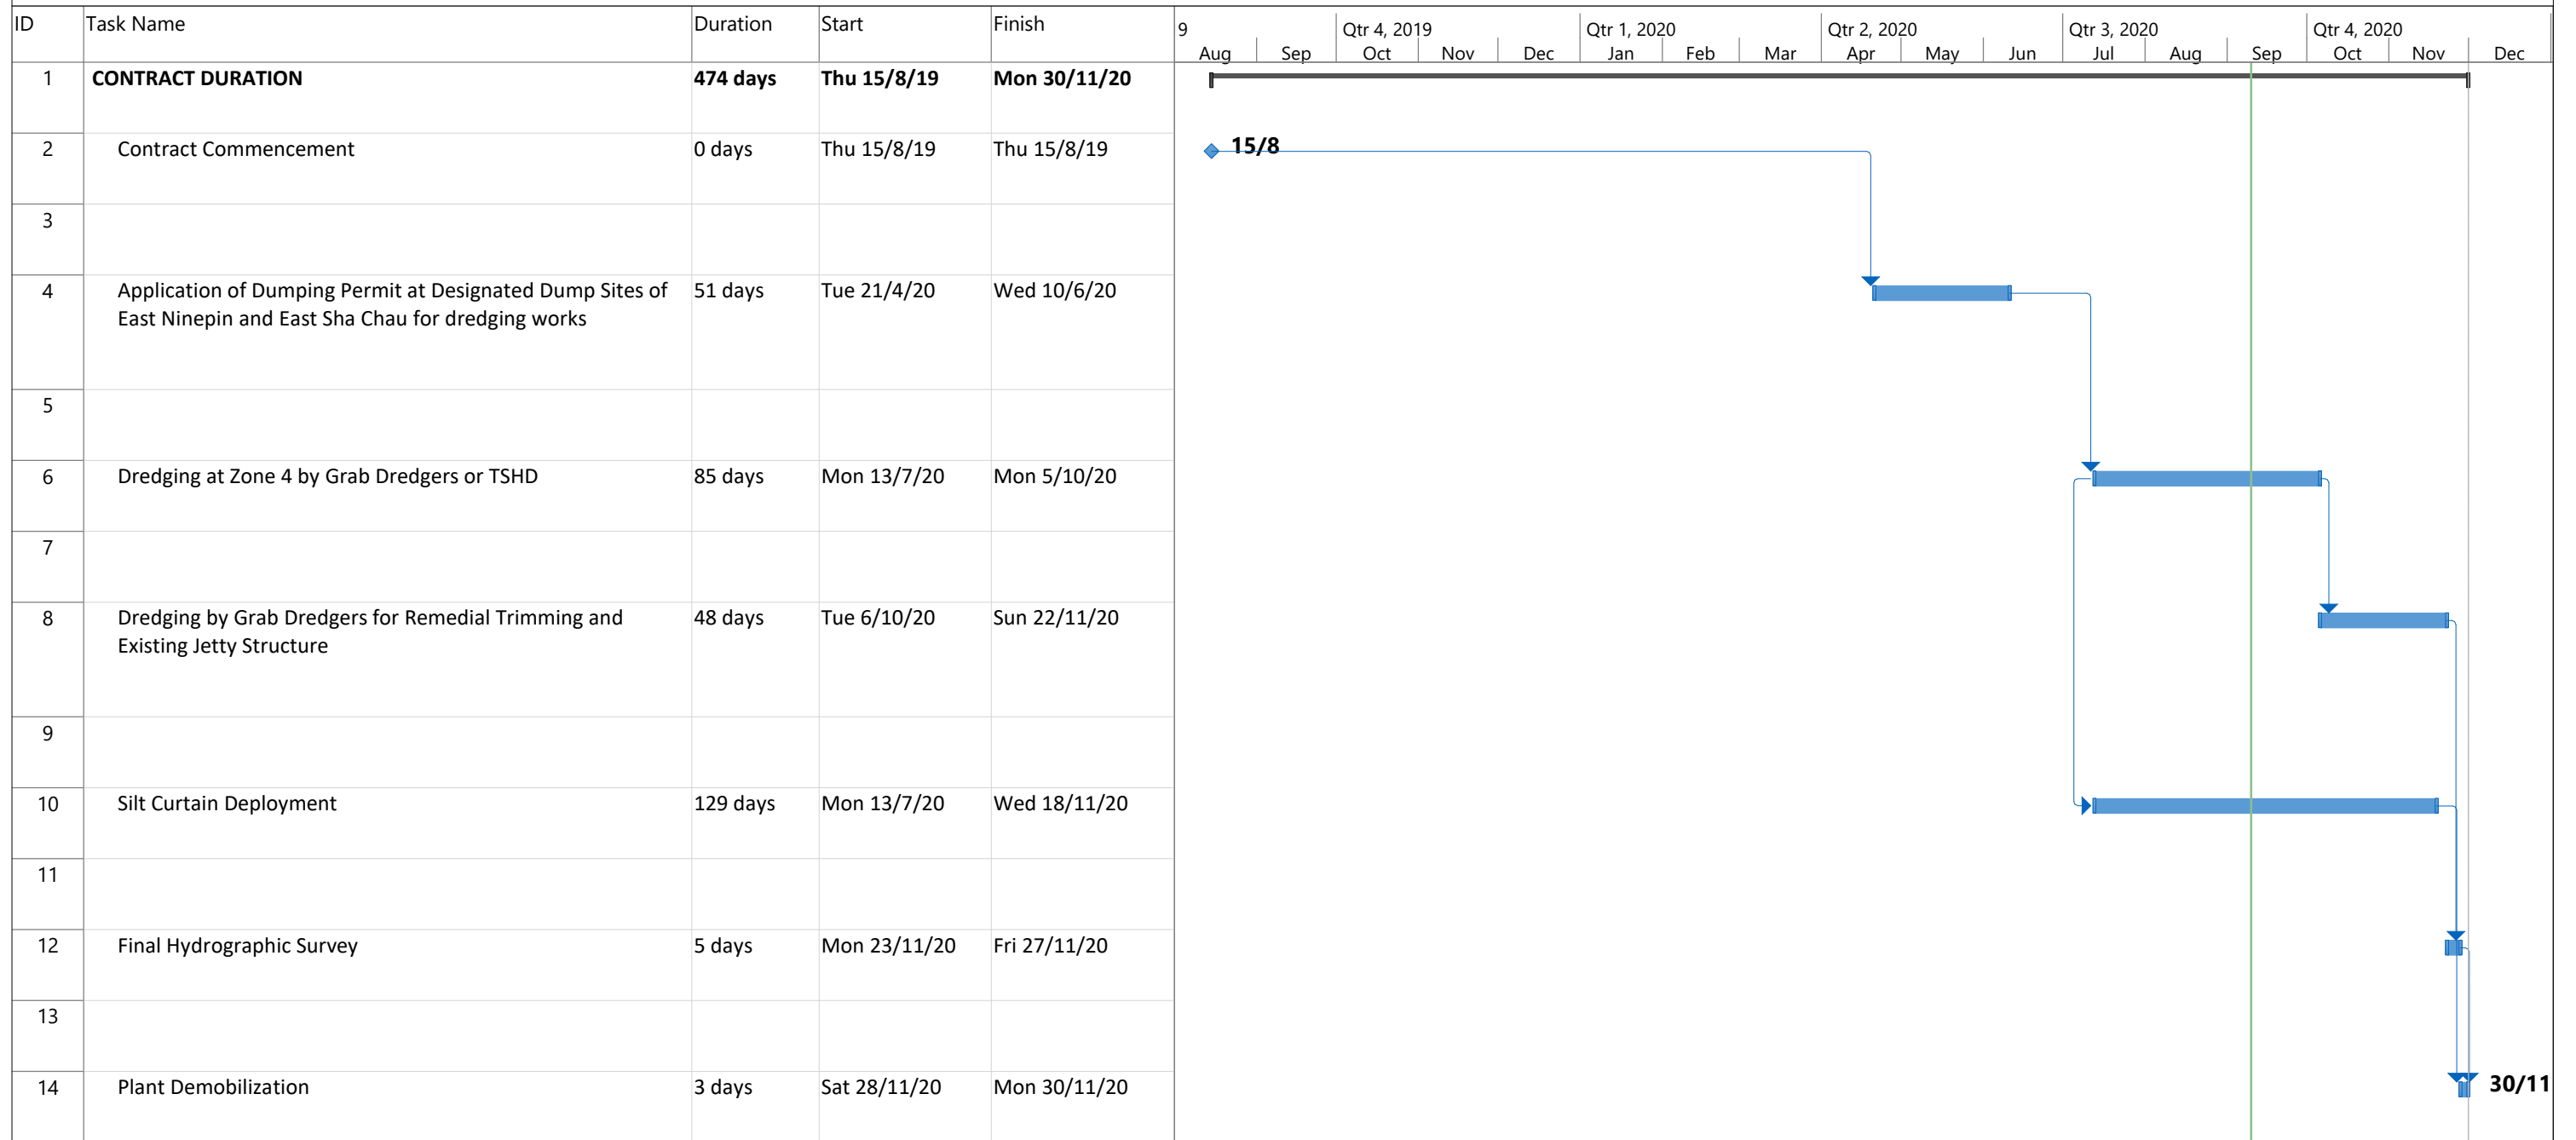 ID Task Name Duration Start Finish
9 Qtr 4, 2019 Qtr 1, 2020 Qtr 2, 2020 Qtr 3, 2020 Qtr 4, 2020
Aug Sep Oct Nov Dec Jan Feb Mar Apr May Jun Jul Aug Sep Oct Nov Dec
1 CONTRACT DURATION 474 days Thu 15/8/19 Mon 30/11/20
2 Contract Commencement 0 days Thu 15/8/19 Thu 15/8/19 15/8
3
4 Application of Dumping Permit at Designated Dump Sites of 51 days Tue 21/4/20 Wed 10/6/20
East Ninepin and East Sha Chau for dredging works
5
6 Dredging at Zone 4 by Grab Dredgers or TSHD 85 days Mon 13/7/20 Mon 5/10/20
7
8 Dredging by Grab Dredgers for Remedial Trimming and 48 days Tue 6/10/20 Sun 22/11/20
Existing Jetty Structure
9
10 Silt Curtain Deployment 129 days Mon 13/7/20 Wed 18/11/20
11
12 Final Hydrographic Survey 5 days Mon 23/11/20 Fri 27/11/20
13
14 Plant Demobilization 3 days Sat 28/11/20 Mon 30/11/20 30/11